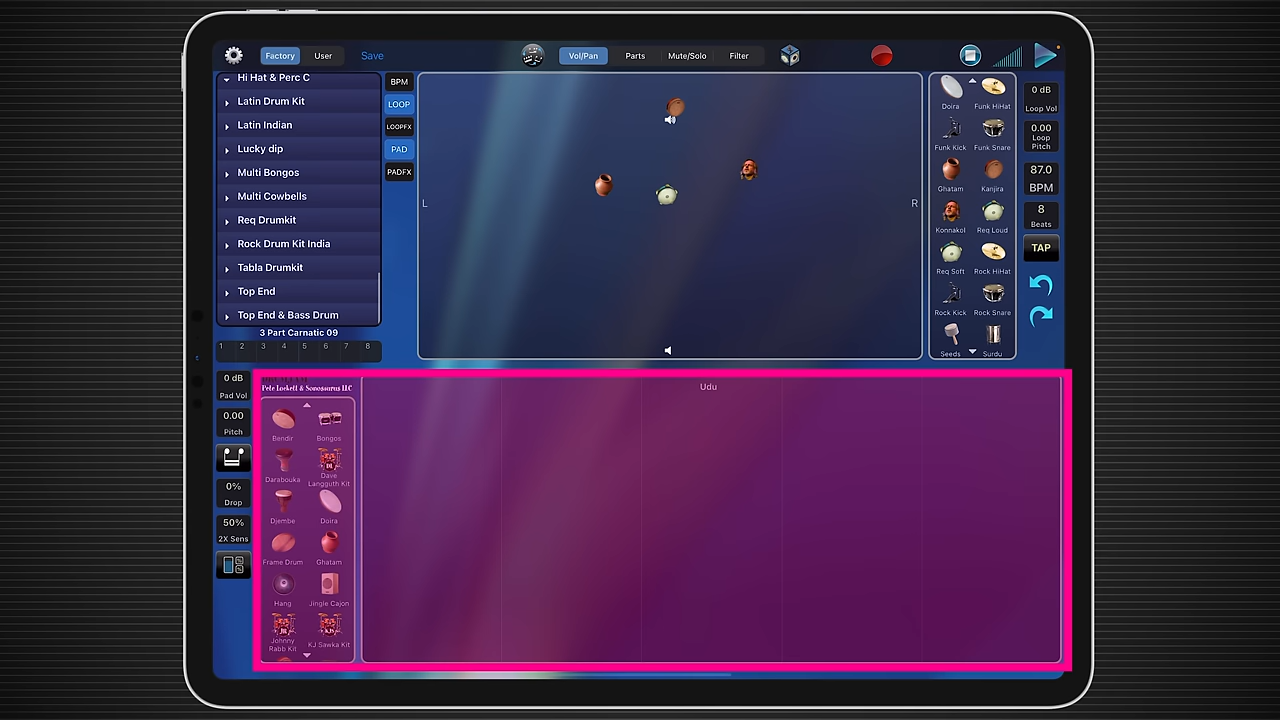 Factory
User
Save
Vol/Pan
Parts
Mute/Solo
Filter
Hi Hat & Perc C
Latin Drum Kit
Latin Indian
Lucky dip
Multi Bongos
Multi Cowbells
Req Drumkit
Rock Drum Kit India
Tabla Drumkit
Top End
Top End & Bass Drum
3 Part Carnatic 09
1 2 3 4 5 6 7 8
BPM
LOOP
LOOPFX
PAD
PADFX
L
R
Doira
Funk HiHat
Funk Kick
Funk Snare
Ghatam
Kanjira
Konnakol
Req Loud
Req Soft
Rock HiHat
Rock Kick
Rock Snare
Seeds
Surdu
0 dB
Loop Vol
0.00
Loop
Pitch
87.0
BPM
8
Beats
TAP
0 dB
Pad Vol
0.00
Pitch
0%
Drop
50%
2X Sens
Pete Lockett & Sonosaurus LLC
Bendir
Bongos
Darabouka
DL
Dave
Langguth Kit
Djembe
Doira
Frame Drum
Ghatam
Hang
Jingle Cajon
JR
Johnny
Rabb Kit
KJS
KJ Sawka Kit
Udu